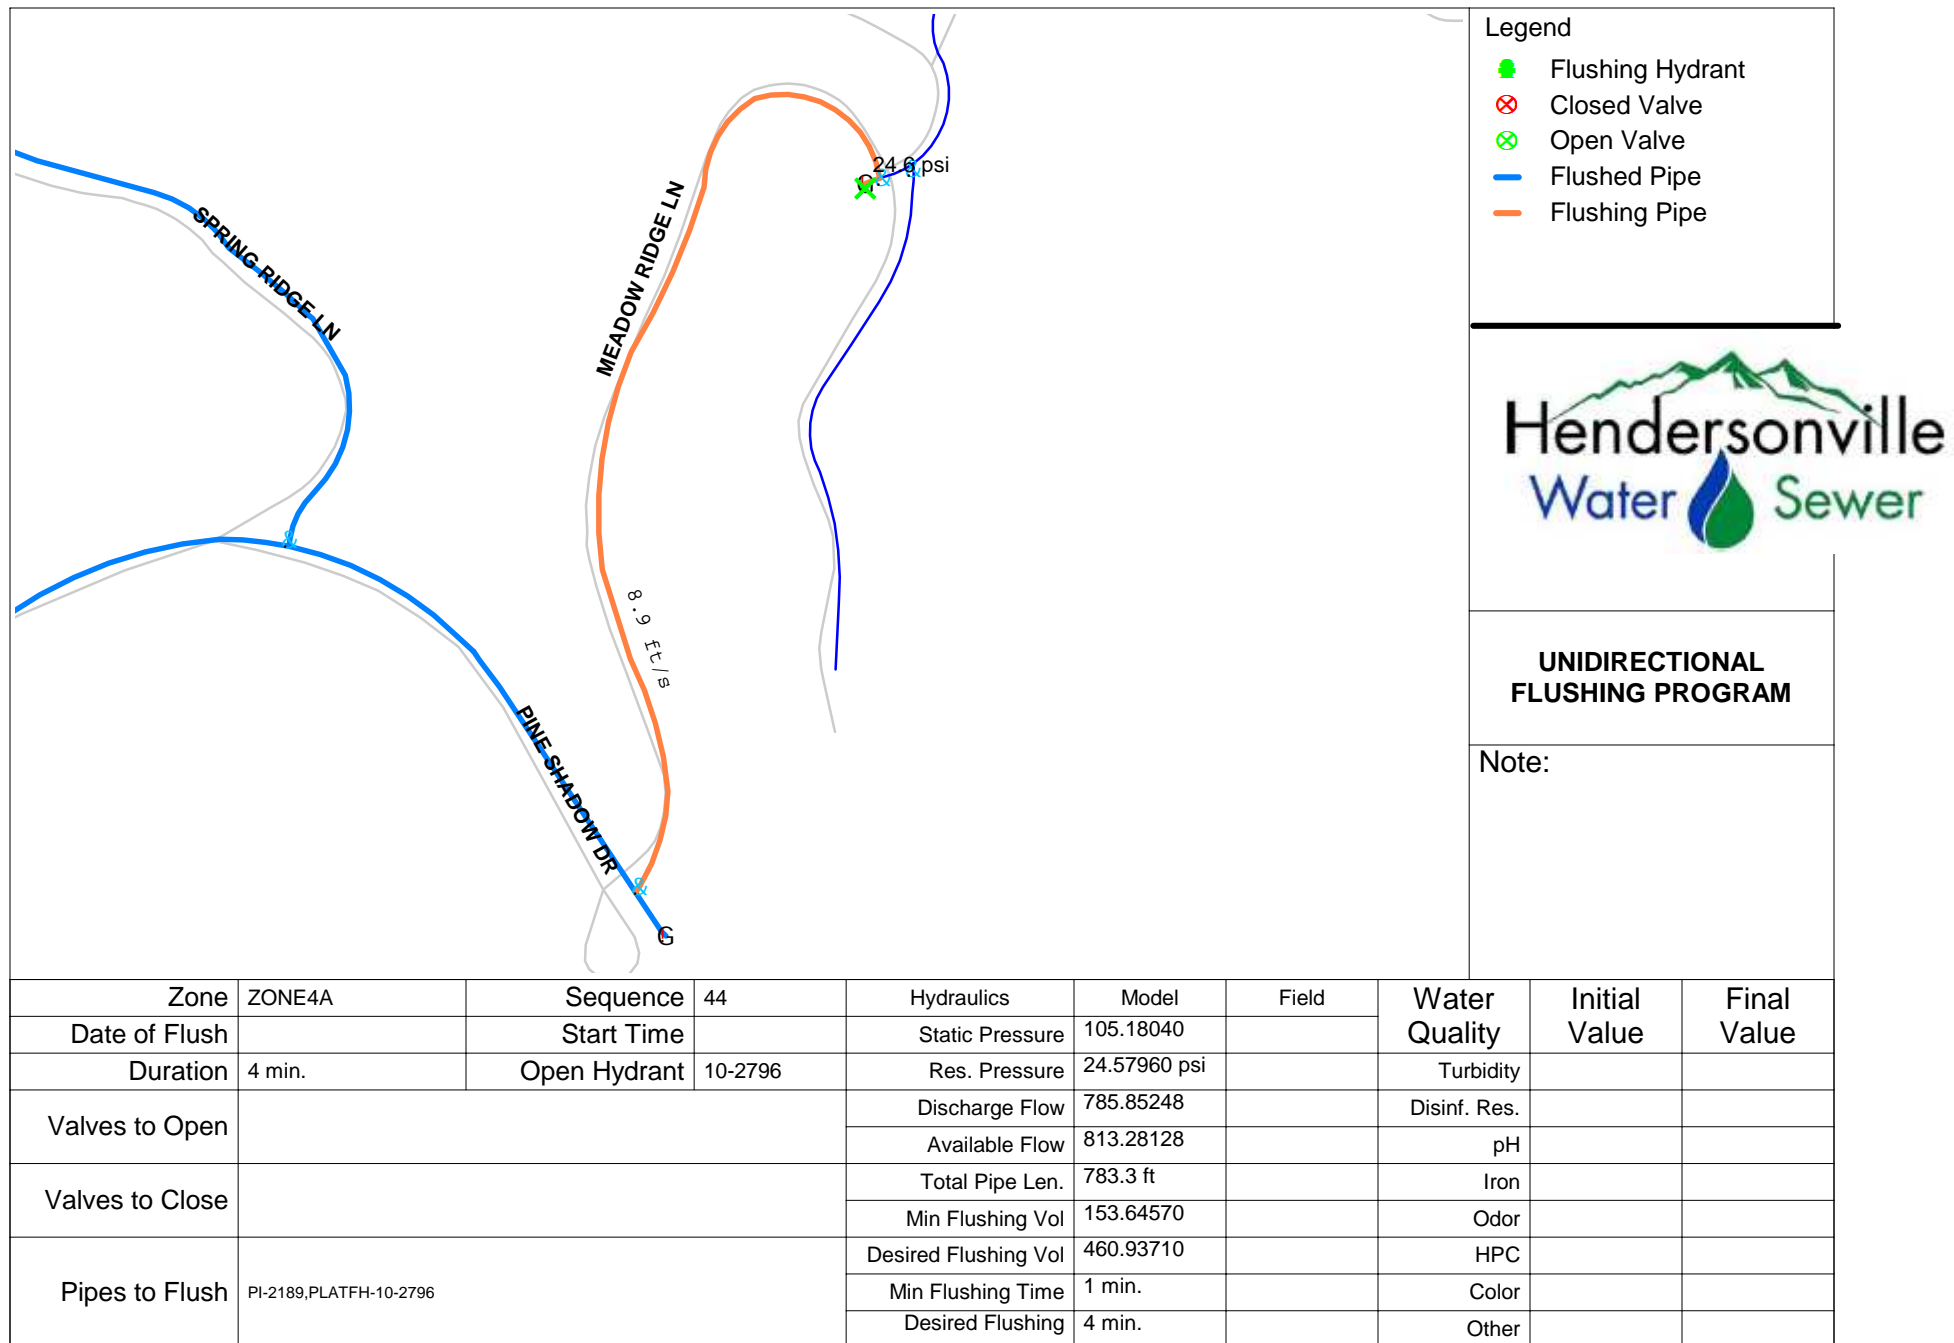 Legend
Flushing Hydrant
Closed Valve
Open Valve
Flushed Pipe
Flushing Pipe
24.6 psi
G
&
&
SPRING RIDGE LN
MEADOW RIDGE LN
&
8.9 ft/s
PINE SHADOW DR
&
G
Hendersonville
Water Sewer
UNIDIRECTIONAL
FLUSHING PROGRAM
Note:
Zone ZONE4A Sequence 44 Hydraulics Model Field Water Quality Initial Value Final Value
Date of Flush Start Time Static Pressure 105.18040
Duration 4 min. Open Hydrant 10-2796 Res. Pressure 24.57960 psi Turbidity
Valves to Open Discharge Flow 785.85248 Disinf. Res.
Available Flow 813.28128 pH
Valves to Close Total Pipe Len. 783.3 ft Iron
Min Flushing Vol 153.64570 Odor
Pipes to Flush PI-2189,PLATFH-10-2796 Desired Flushing Vol 460.93710 HPC
Min Flushing Time 1 min. Color
Desired Flushing 4 min. Other